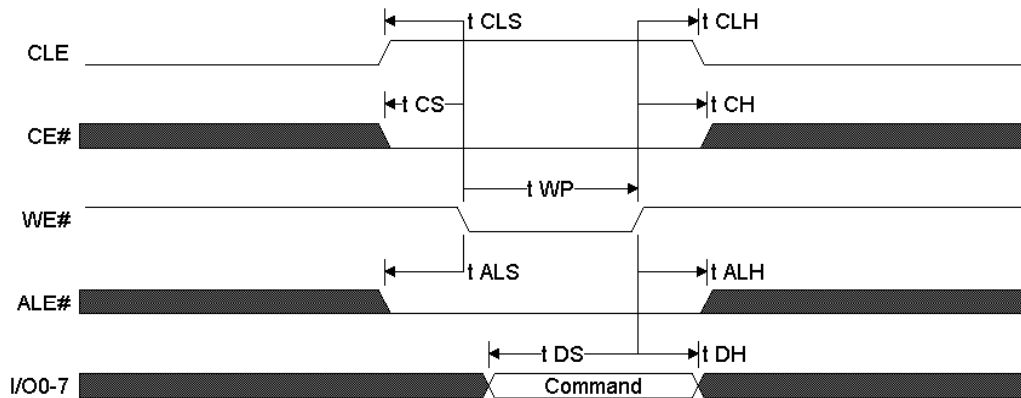 t CLS
t CLH
CLE
t CS
t CH
CE#
t WP
WE#
t ALS
t ALH
ALE#
t DS
t DH
I/O0-7
Command